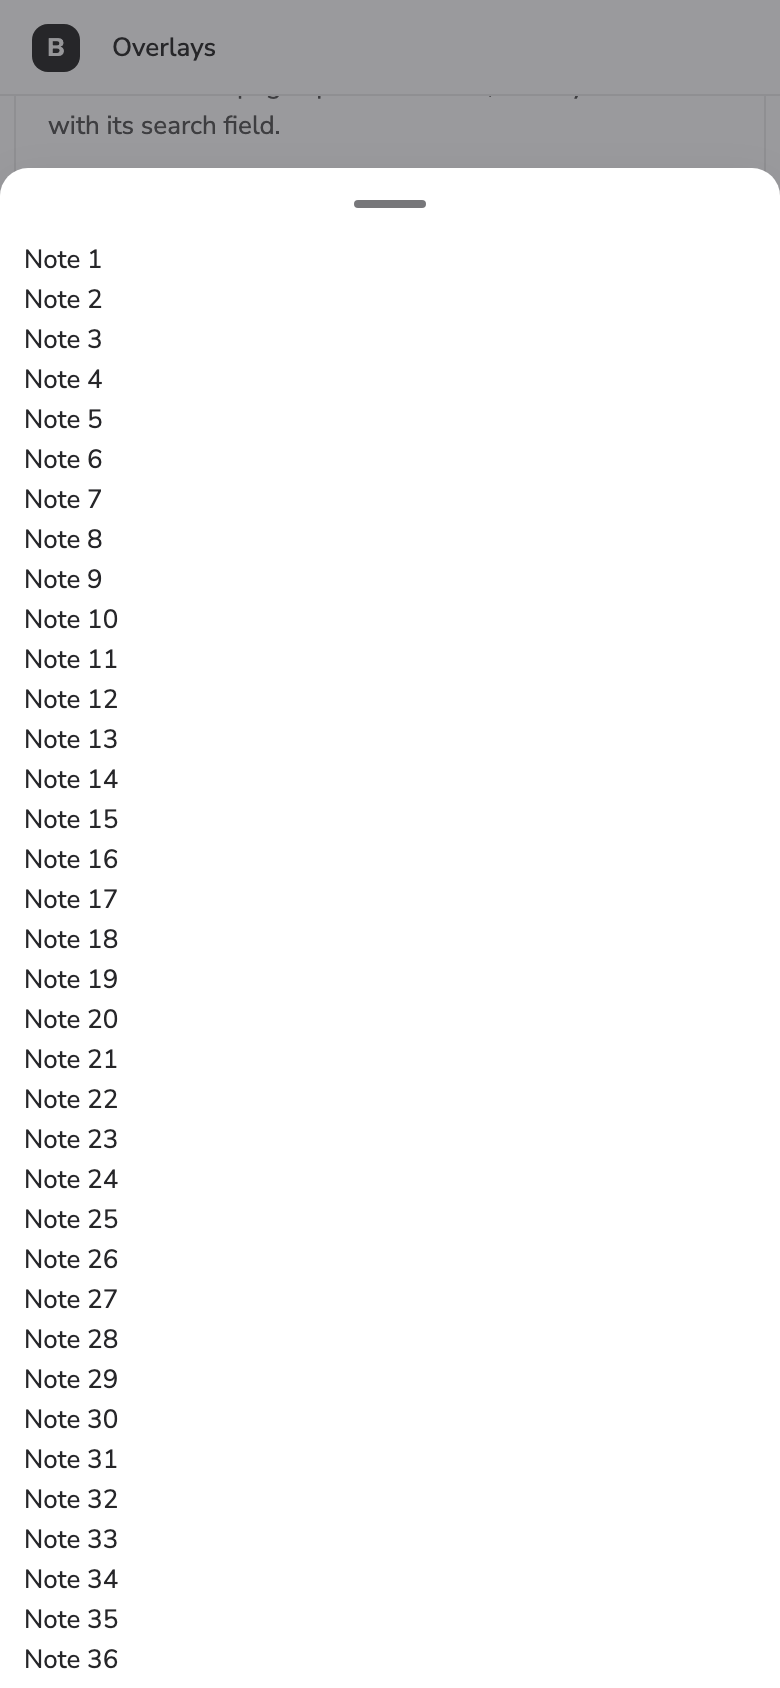 B Overlays
with its search field.
Note 1
Note 2
Note 3
Note 4
Note 5
Note 6
Note 7
Note 8
Note 9
Note 10
Note 11
Note 12
Note 13
Note 14
Note 15
Note 16
Note 17
Note 18
Note 19
Note 20
Note 21
Note 22
Note 23
Note 24
Note 25
Note 26
Note 27
Note 28
Note 29
Note 30
Note 31
Note 32
Note 33
Note 34
Note 35
Note 36